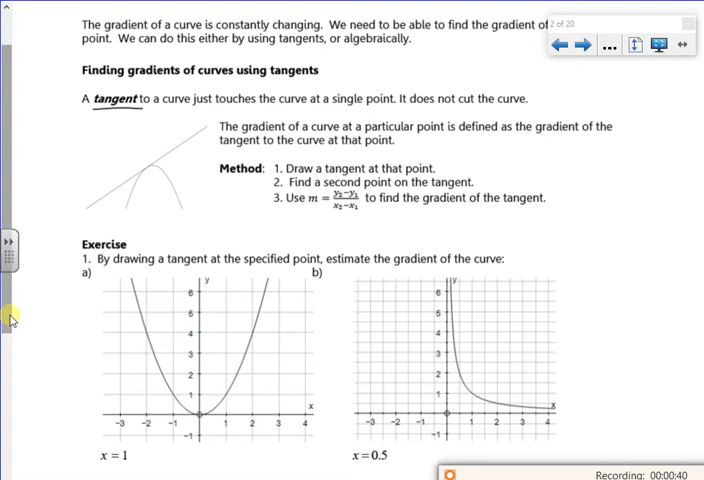 The gradient of a curve is constantly changing. We need to be able to find the gradient of
2 of 20
point. We can do this either by using tangents, or algebraically.
Finding gradients of curves using tangents
A tangent to a curve just touches the curve at a single point. It does not cut the curve.
The gradient of a curve at a particular point is defined as the gradient of the
tangent to the curve at that point.
Method: 1. Draw a tangent at that point.
2. Find a second point on the tangent.
3. Use m = y₂−y₁/x₂−x₁ to find the gradient of the tangent.
Exercise
1. By drawing a tangent at the specified point, estimate the gradient of the curve:
a) b)
y
6
5
4
3
2
1
-1
-3 -2 -1 0 1 2 3 4
x
y
6
5
4
3
2
1
-1
-3 -2 -1 0 1 2 3 4
x
x = 1
x = 0.5
Recording: 00:00:40